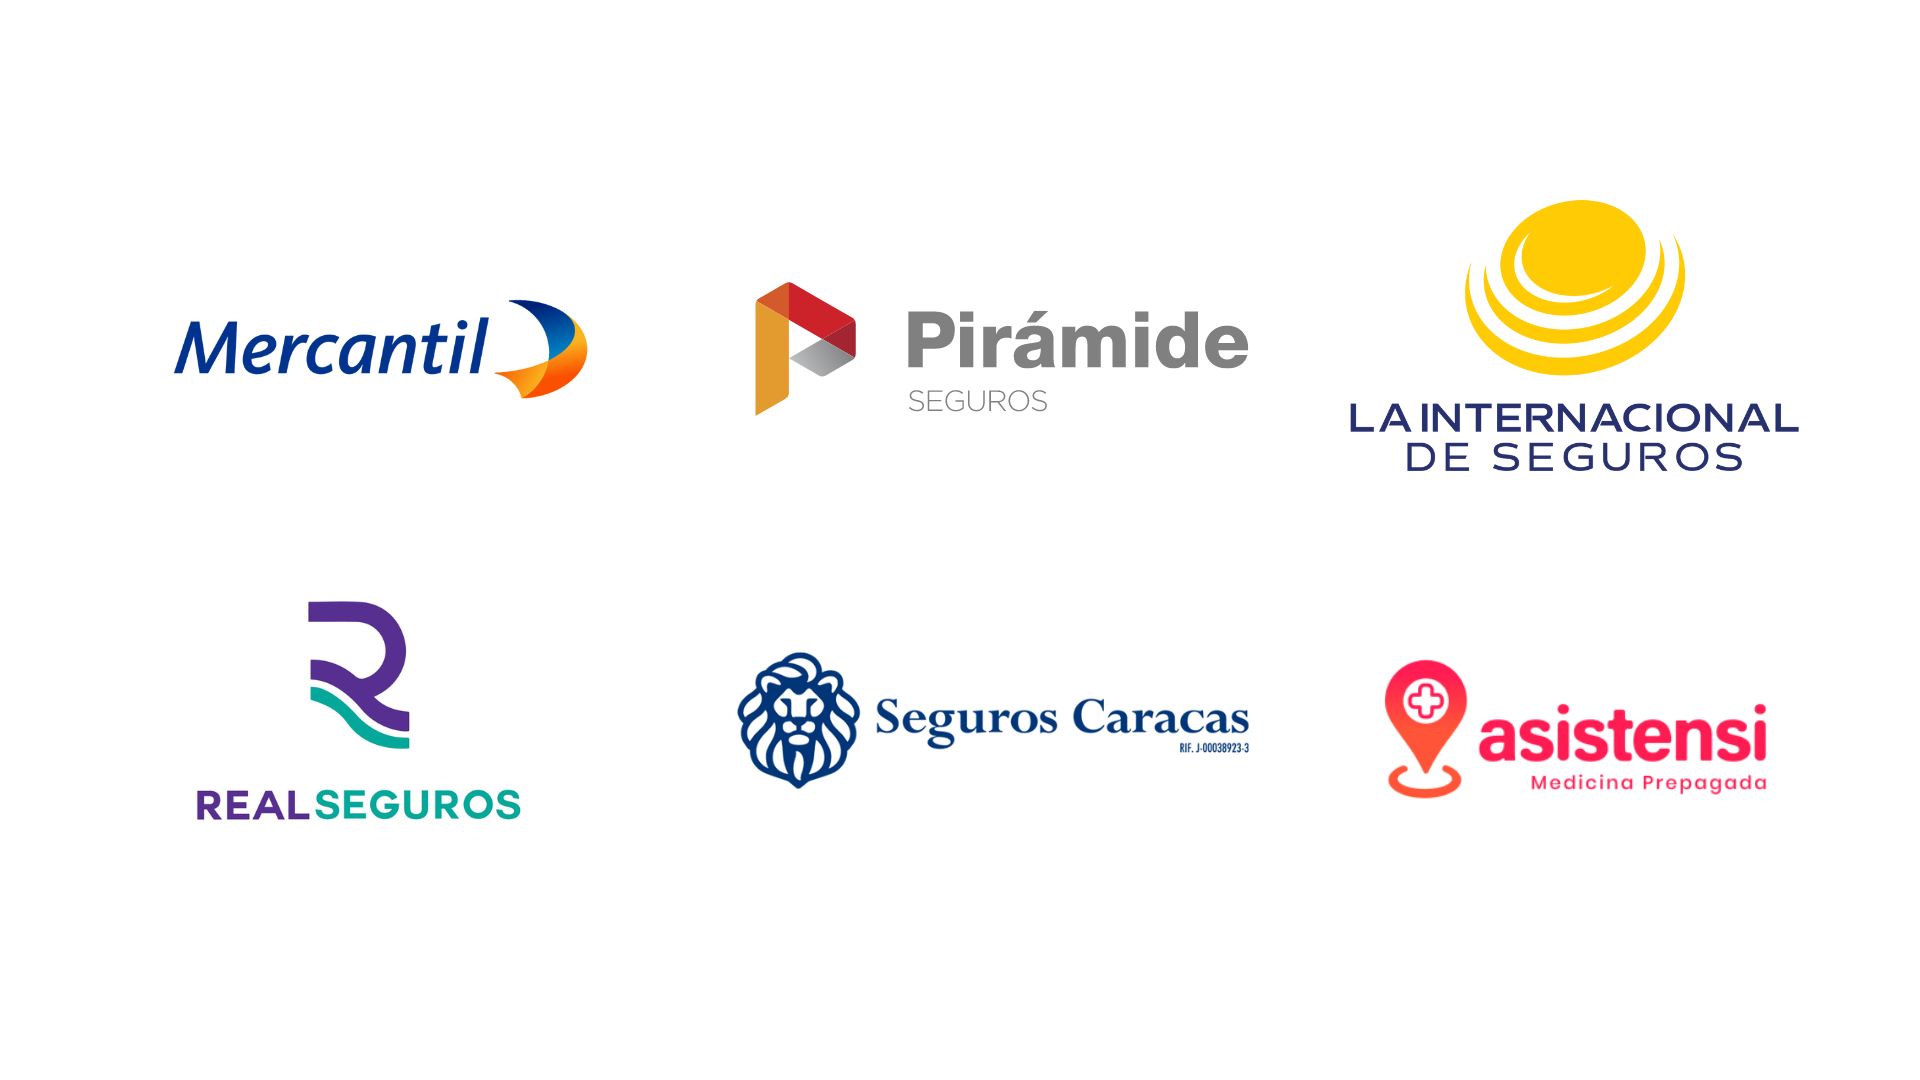 Mercantil
Pirámide
SEGUROS
LA INTERNACIONAL
DE SEGUROS
REALSEGUROS
Seguros Caracas
RIF. J-00038923-3
asistensi
Medicina Prepagada